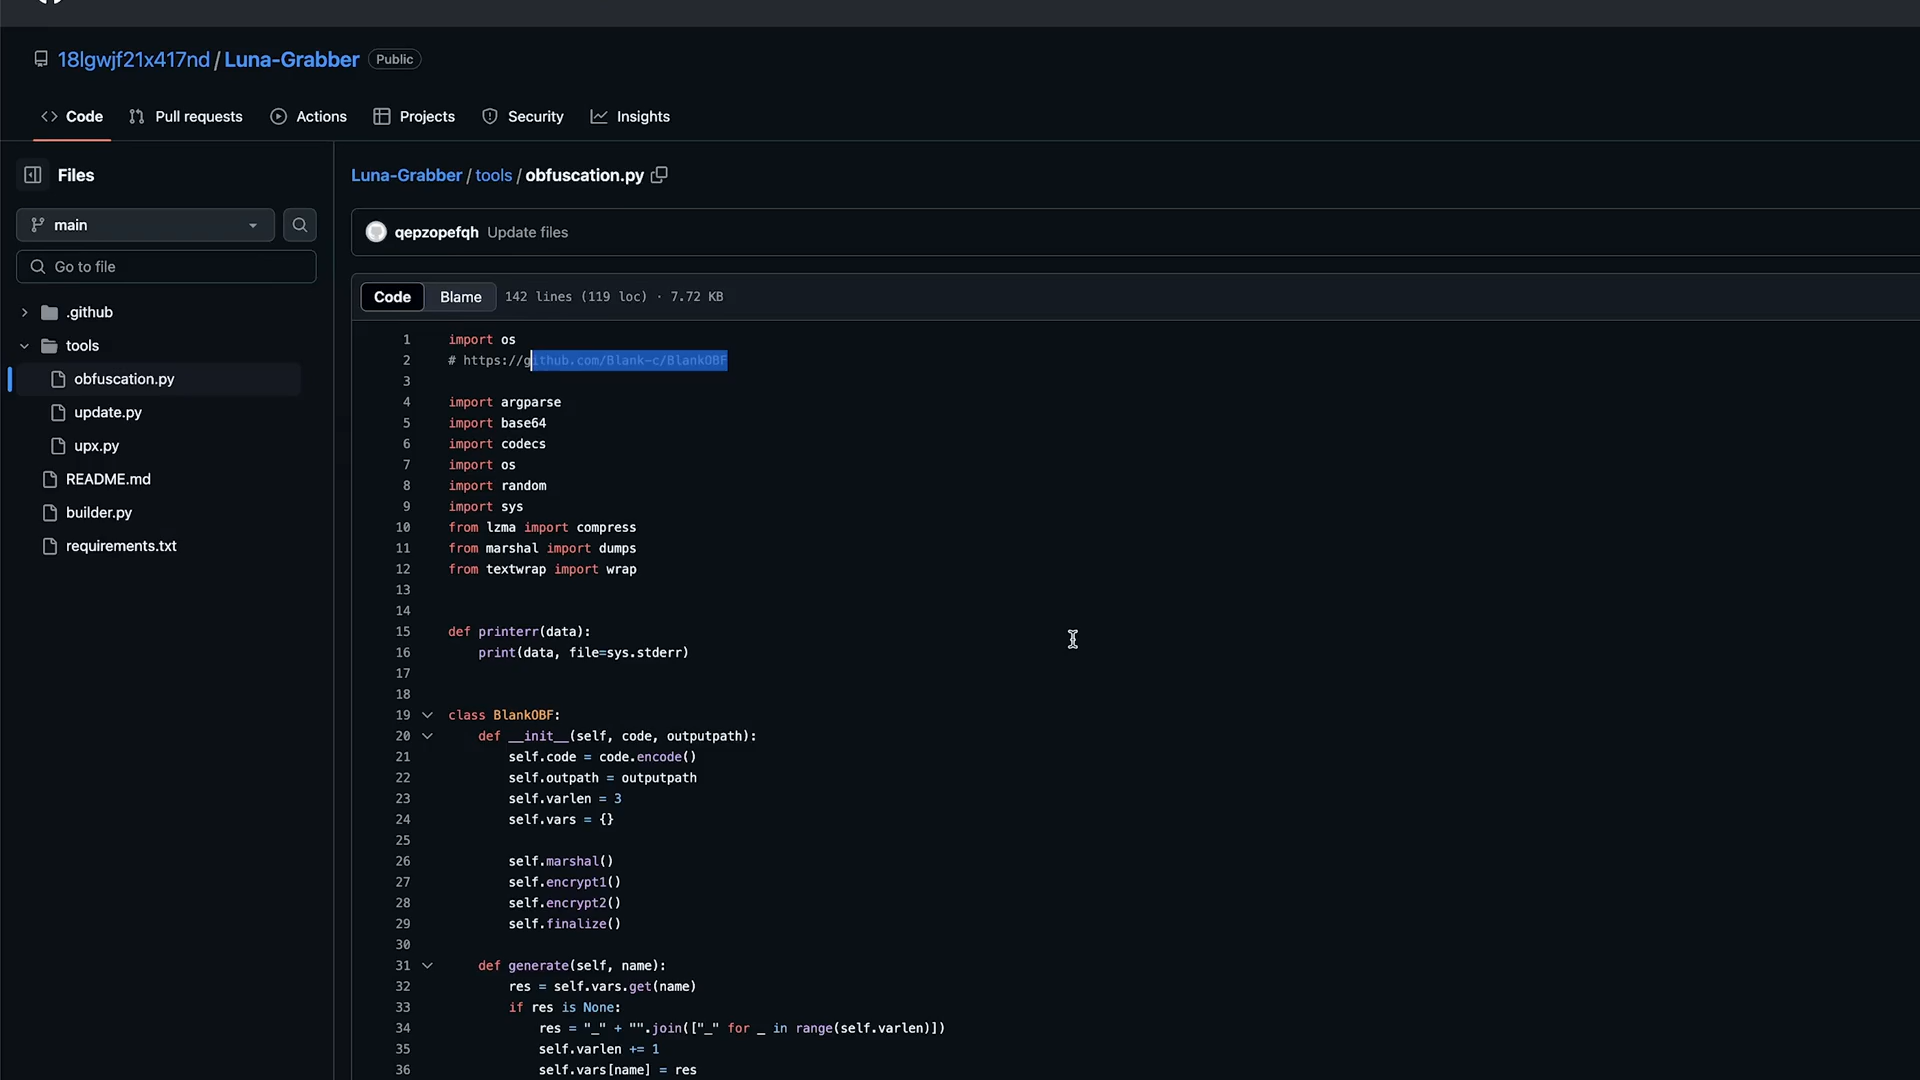 18lgwjf21x417nd / Luna-Grabber Public
Code Pull requests Actions Projects Security Insights
Files
Luna-Grabber / tools / obfuscation.py
main
qepzopefqh Update files
Go to file
Code Blame 142 lines (119 loc) · 7.72 KB
.github
tools
obfuscation.py
update.py
upx.py
README.md
builder.py
requirements.txt
1 import os
2 # https://github.com/Blank-c/BlankOBF
3
4 import argparse
5 import base64
6 import codecs
7 import os
8 import random
9 import sys
10 from lzma import compress
11 from marshal import dumps
12 from textwrap import wrap
13
14
15 def printerr(data):
16 print(data, file=sys.stderr)
17
18
19 class BlankOBF:
20 def __init__(self, code, outputpath):
21 self.code = code.encode()
22 self.outpath = outputpath
23 self.varlen = 3
24 self.vars = {}
25
26 self.marshal()
27 self.encrypt1()
28 self.encrypt2()
29 self.finalize()
30
31 def generate(self, name):
32 res = self.vars.get(name)
33 if res is None:
34 res = "_" + "".join(["_" for _ in range(self.varlen)])
35 self.varlen += 1
36 self.vars[name] = res